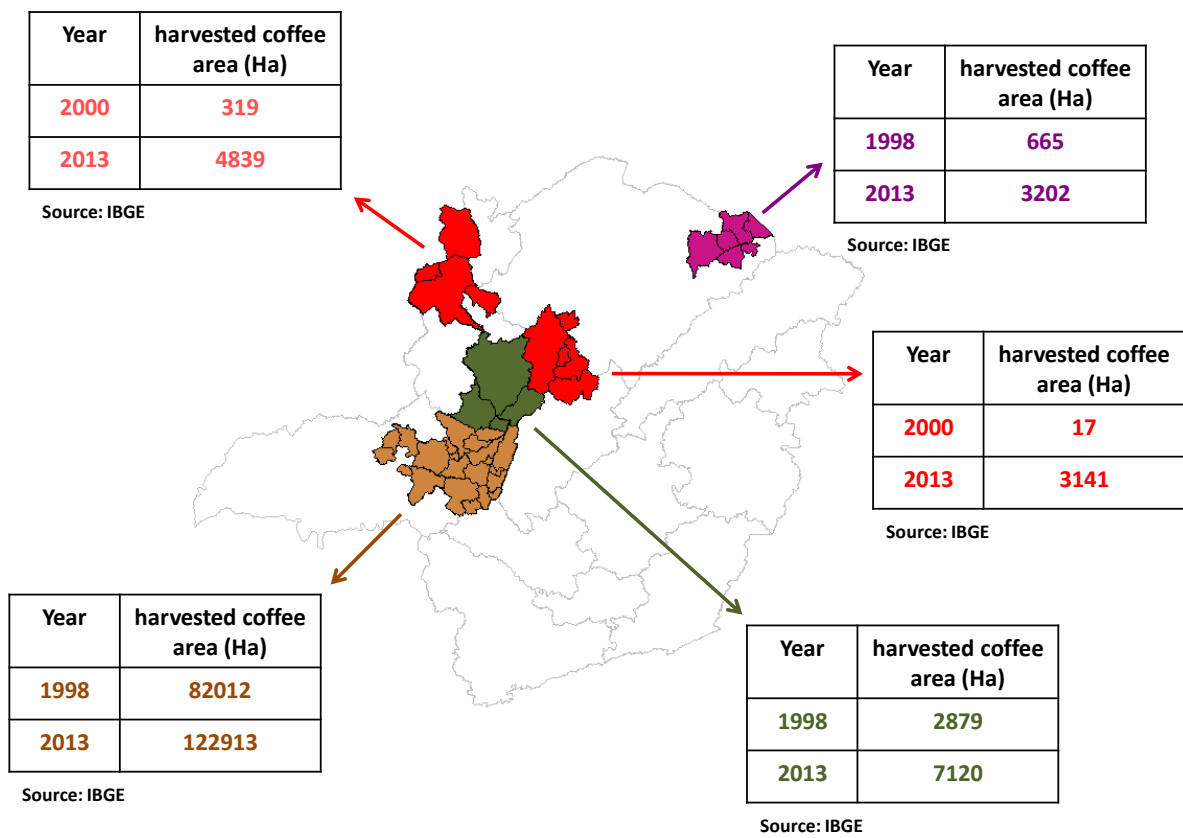 Year harvested coffee
area (Ha)
2000 319
2013 4839
Source: IBGE
Year harvested coffee
area (Ha)
1998 665
2013 3202
Source: IBGE
Year harvested coffee
area (Ha)
2000 17
2013 3141
Source: IBGE
Year harvested coffee
area (Ha)
1998 82012
2013 122913
Source: IBGE
Year harvested coffee
area (Ha)
1998 2879
2013 7120
Source: IBGE